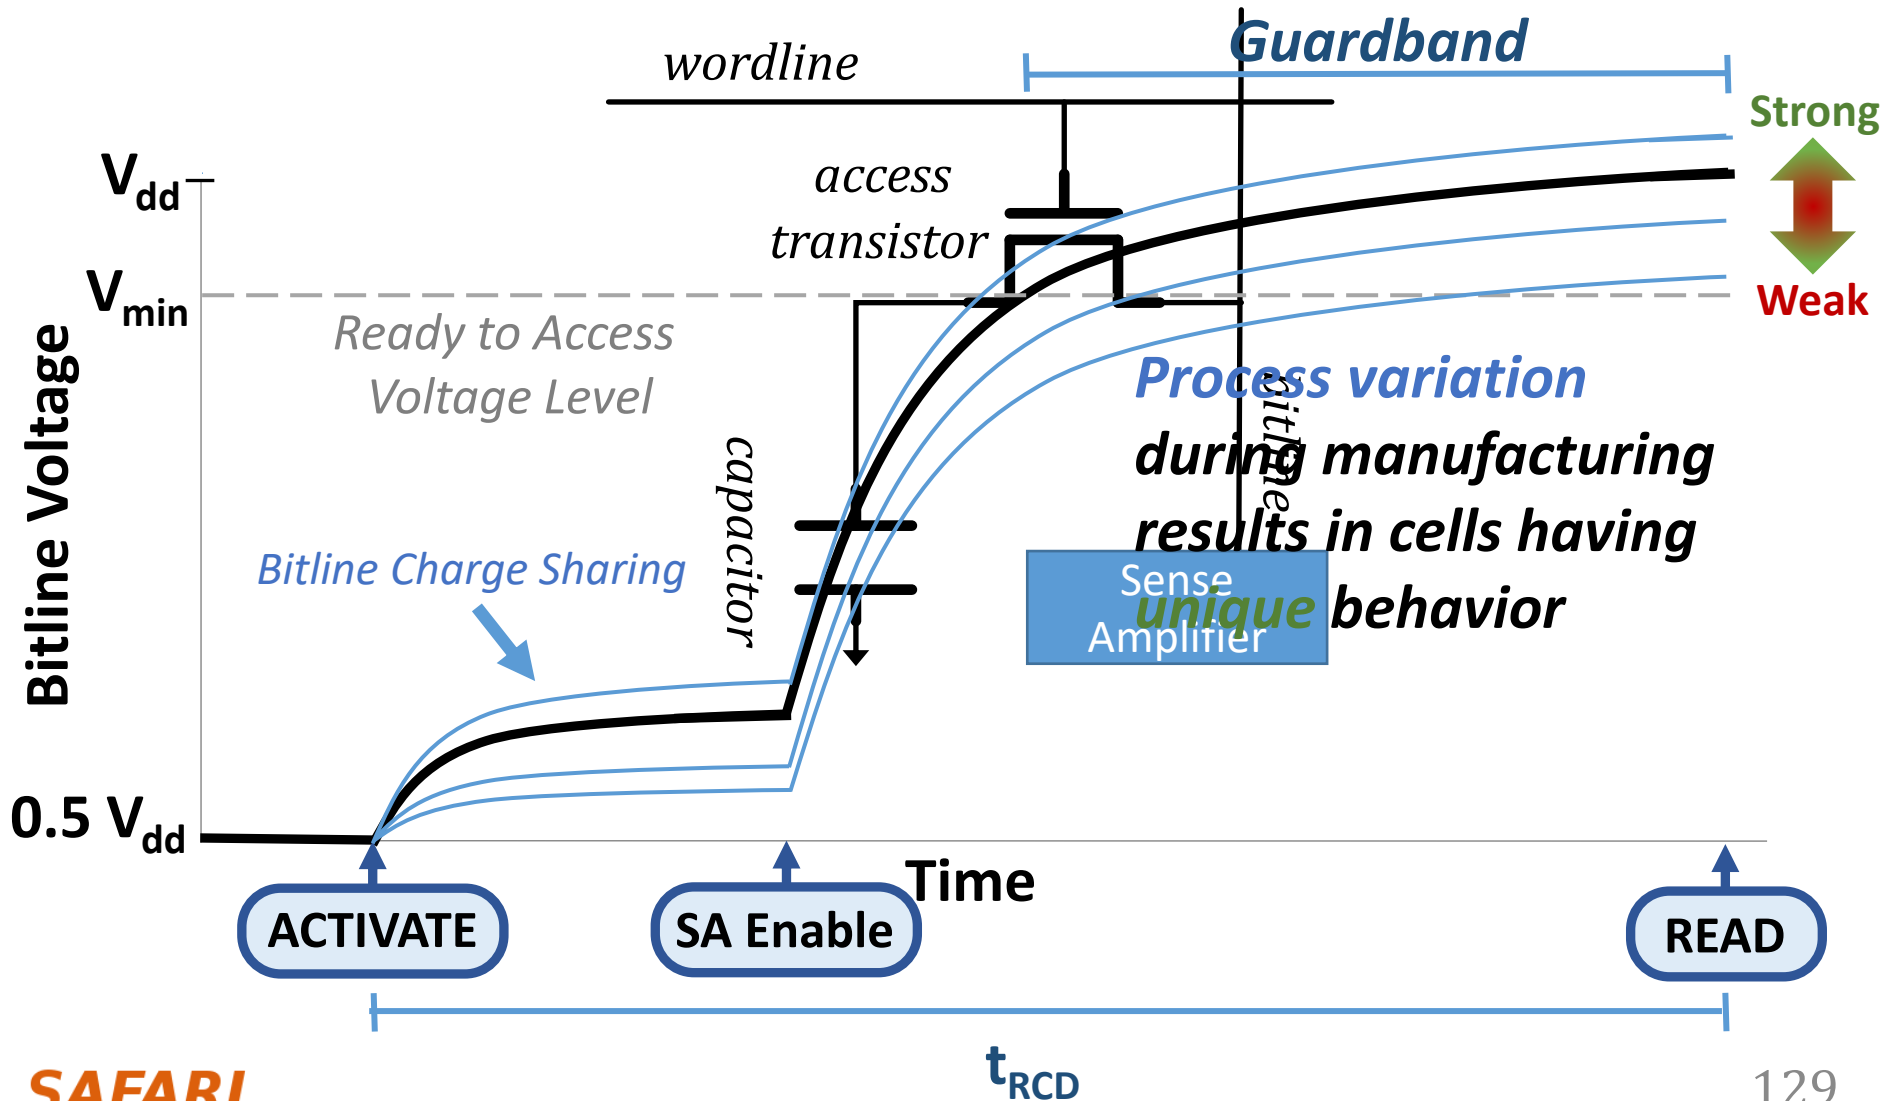 Guardband
wordline
Strong
access
transistor
Vdd
Vmin
Weak
Ready to Access
Voltage Level
Bitline Voltage
capacitor
bitline
Process variation
during manufacturing
results in cells having
unique behavior
Bitline Charge Sharing
Sense
Amplifier
0.5 Vdd
Time
ACTIVATE
SA Enable
READ
tRCD
SAFARI
129